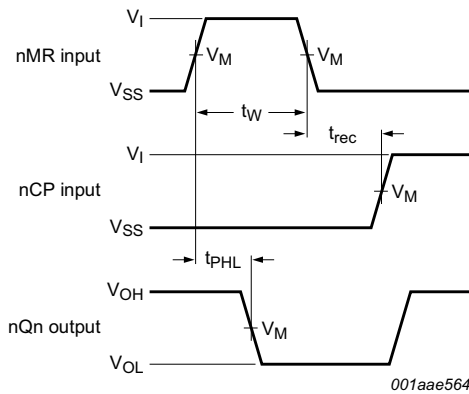 V_I
nMR input
V_M
V_M
V_SS
t_W
t_rec
V_I
nCP input
V_M
V_SS
t_PHL
V_OH
nQn output
V_M
V_OL
001aae564